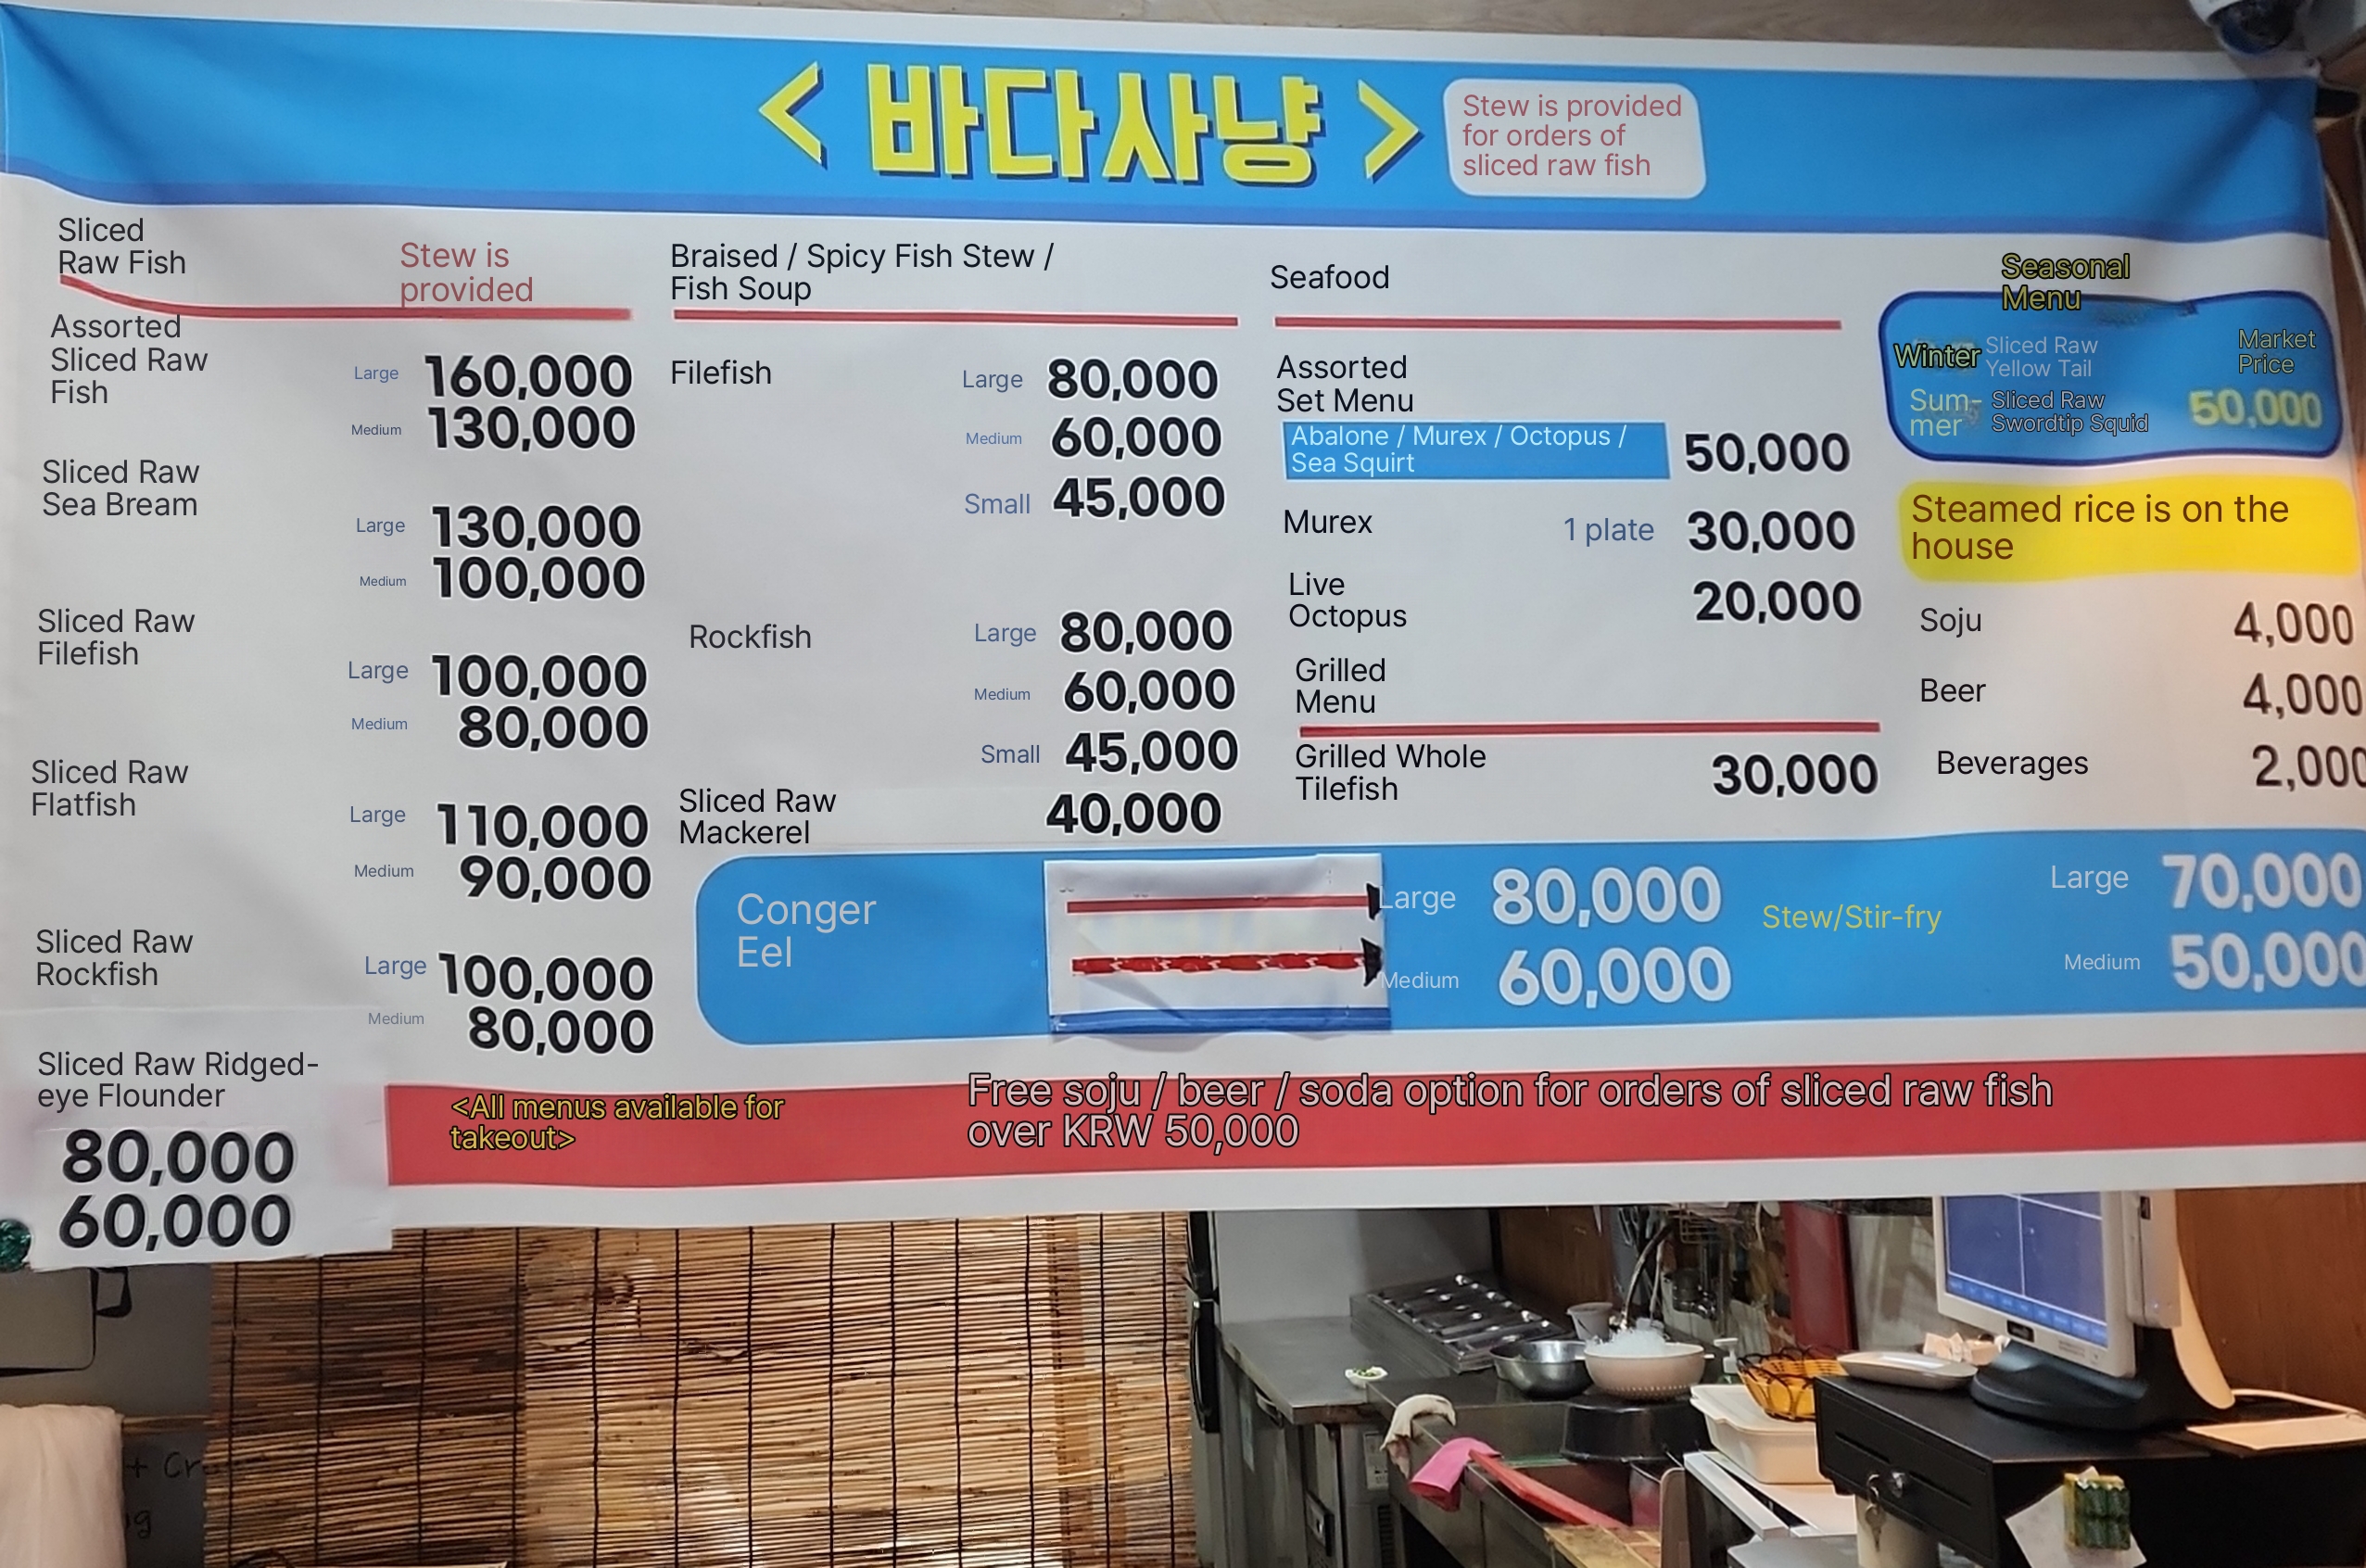 <바다사냥>
Stew is provided
for orders of
sliced raw fish
Sliced
Raw Fish
Stew is
provided
Assorted
Sliced Raw
Fish
Large 160,000
Medium 130,000
Sliced Raw
Sea Bream
Large 130,000
Medium 100,000
Sliced Raw
Filefish
Large 100,000
Medium 80,000
Sliced Raw
Flatfish
Large 110,000
Medium 90,000
Sliced Raw
Rockfish
Large 100,000
Medium 80,000
Sliced Raw Ridged-
eye Flounder
80,000
60,000
Braised / Spicy Fish Stew /
Fish Soup
Filefish Large 80,000
Medium 60,000
Small 45,000
Rockfish Large 80,000
Medium 60,000
Small 45,000
Sliced Raw
Mackerel
40,000
Seafood
Assorted
Set Menu
Abalone / Murex / Octopus /
Sea Squirt
50,000
Murex 1 plate 30,000
Live
Octopus
20,000
Grilled
Menu
Grilled Whole
Tilefish
30,000
Seasonal
Menu
Winter
Sliced Raw
Yellow Tail
Market
Price
Sum-
mer
Sliced Raw
Swordtip Squid
50,000
Steamed rice is on the
house
Soju 4,000
Beer 4,000
Beverages 2,000
Conger
Eel
Large 80,000
Medium 60,000
Stew/Stir-fry
Large 70,000
Medium 50,000
<All menus available for
takeout>
Free soju / beer / soda option for orders of sliced raw fish
over KRW 50,000